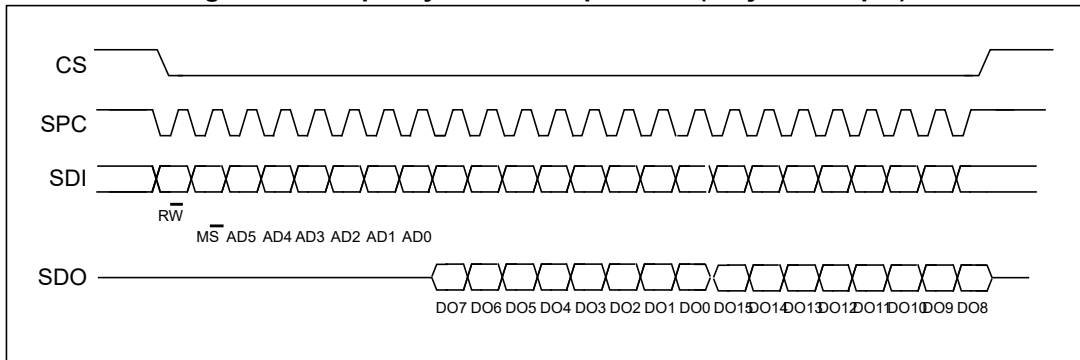 CS
SPC
SDI
RW
MS AD5 AD4 AD3 AD2 AD1 AD0
SDO
DO7 DO6 DO5 DO4 DO3 DO2 DO1 DO0 DO15 DO14 DO13 DO12 DO11 DO10 DO9 DO8